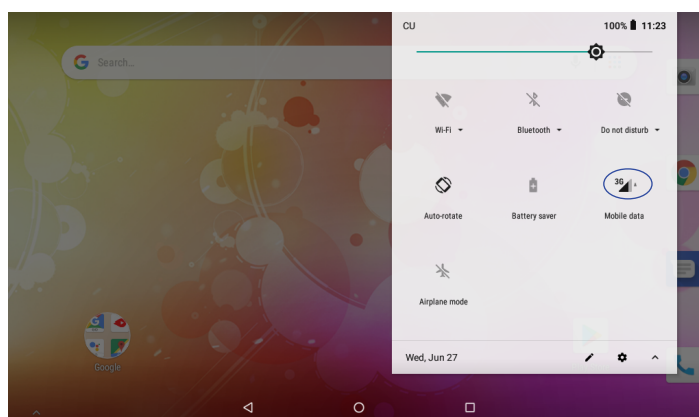 CU 100% 11:23
Search...
Wi-Fi Bluetooth Do not disturb
3G
Auto-rotate Battery saver Mobile data
Airplane mode
Google
Wed, Jun 27